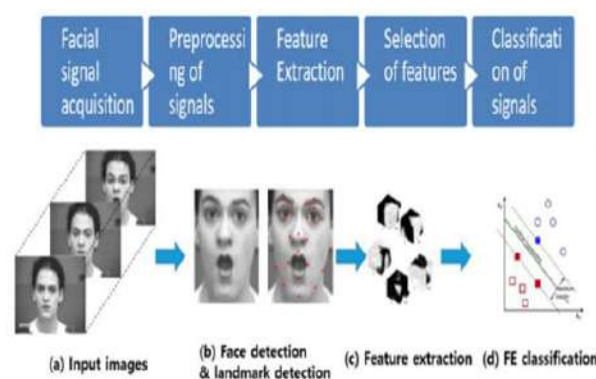 Facial
signal
acquisition
Preprocessi
ng of
signals
Feature
Extraction
Selection
of features
Classificati
on of
signals
(a) Input images
(b) Face detection
& landmark detection
(c) Feature extraction
(d) FE classification